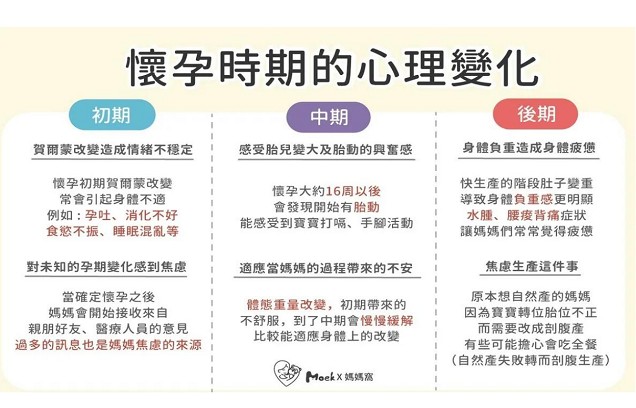 懷孕時期的心理變化
初期
賀爾蒙改變造成情緒不穩定
懷孕初期賀爾蒙改變
常會引起身體不適
例如：孕吐、消化不好
食慾不振、睡眠混亂等
對未知的孕期變化感到焦慮
當確定懷孕之後
媽媽會開始接收來自
親朋好友、醫療人員的意見
過多的訊息也是媽媽焦慮的來源
中期
感受胎兒變大及胎動的興奮感
懷孕大約16周以後
會發現開始有胎動
能感受到寶寶打嗝、手腳活動
適應當媽媽的過程帶來的不安
體態重量改變，初期帶來的
不舒服，到了中期會慢慢緩解
比較能適應身體上的改變
Moek X 媽媽窩
後期
身體負重造成身體疲憊
快生產的階段肚子變重
導致身體負重感更明顯
水腫、腰痠背痛症狀
讓媽媽們常常覺得疲憊
焦慮生產這件事
原本想自然產的媽媽
因為寶寶轉位胎位不正
而需要改成剖腹產
有些可能擔心會吃全餐
（自然產失敗轉而剖腹生產）